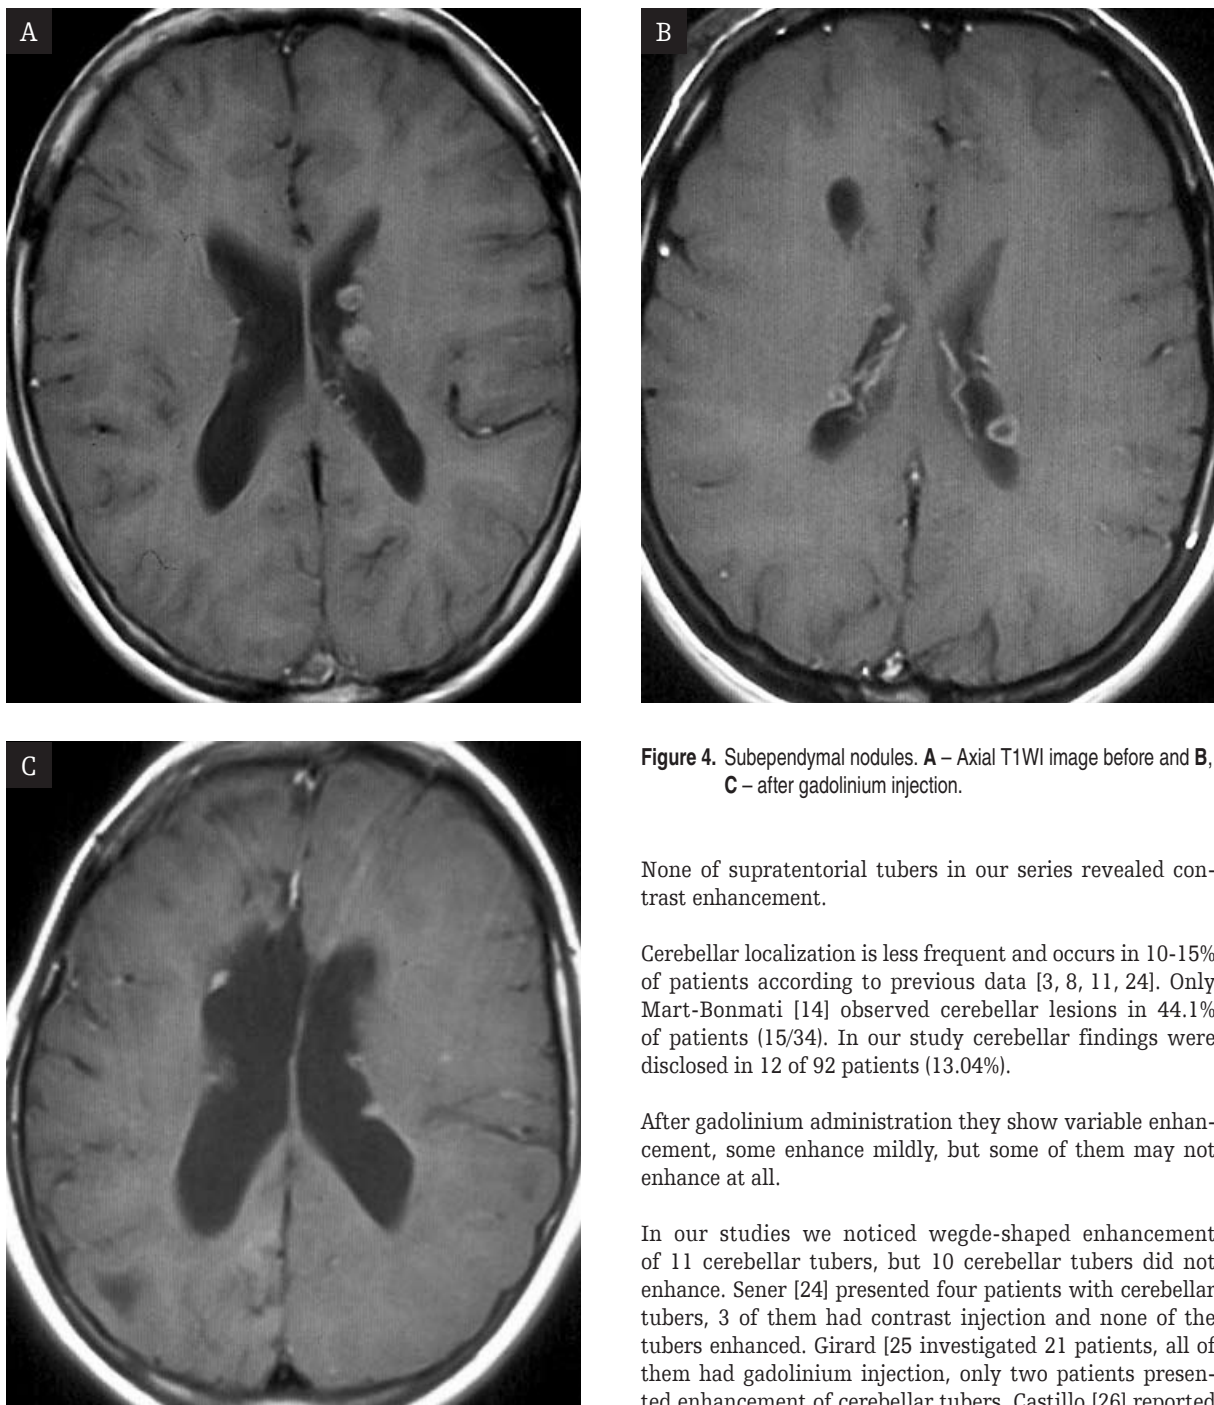 A
B
C
Figure 4. Subependymal nodules. A – Axial T1WI image before and B,
C – after gadolinium injection.
None of supratentorial tubers in our series revealed con-
trast enhancement.
Cerebellar localization is less frequent and occurs in 10-15%
of patients according to previous data [3, 8, 11, 24]. Only
Mart-Bonmati [14] observed cerebellar lesions in 44.1%
of patients (15/34). In our study cerebellar findings were
disclosed in 12 of 92 patients (13.04%).
After gadolinium administration they show variable enhan-
cement, some enhance mildly, but some of them may not
enhance at all.
In our studies we noticed wegde-shaped enhancement
of 11 cerebellar tubers, but 10 cerebellar tubers did not
enhance. Sener [24] presented four patients with cerebellar
tubers, 3 of them had contrast injection and none of the
tubers enhanced. Girard [25 investigated 21 patients, all of
them had gadolinium injection, only two patients presen-
ted enhancement of cerebellar tubers. Castillo [26] reported